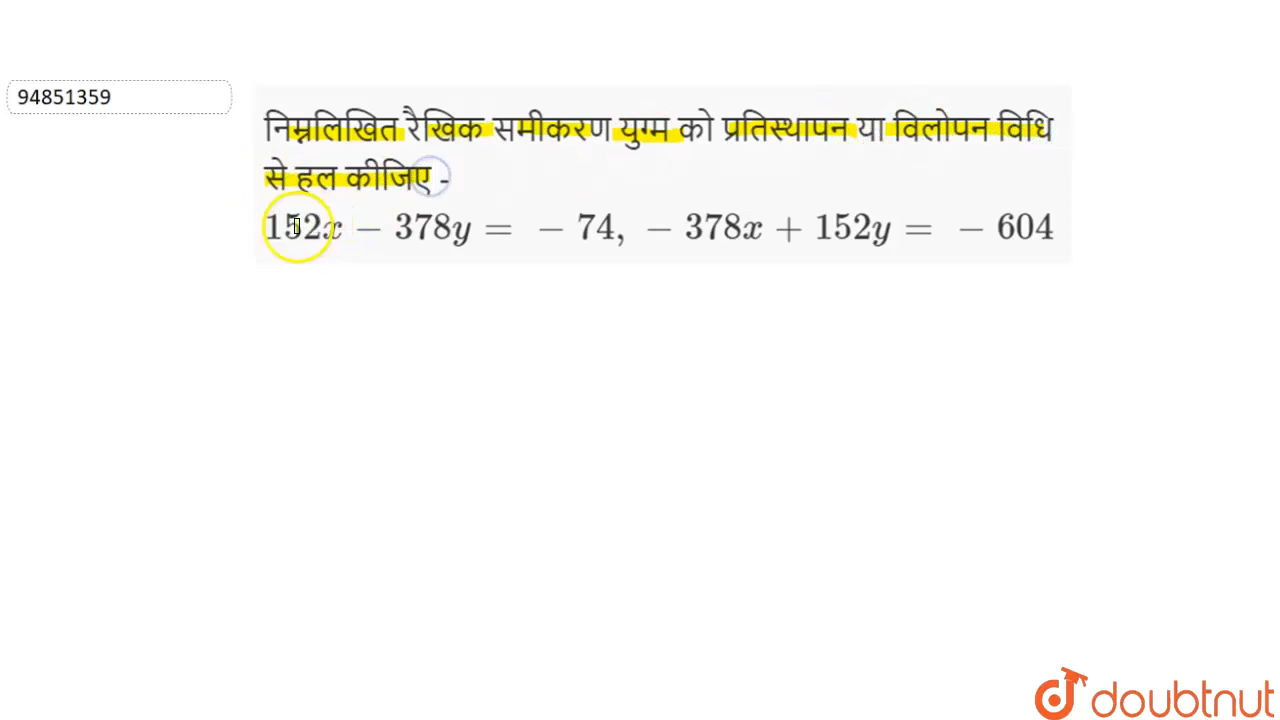 94851359
निम्नलिखित रैखिक समीकरण युग्म को प्रतिस्थापन या विलोपन विधि
से हल कीजिए -
152x − 378y = − 74, − 378x + 152y = − 604
doubtnut